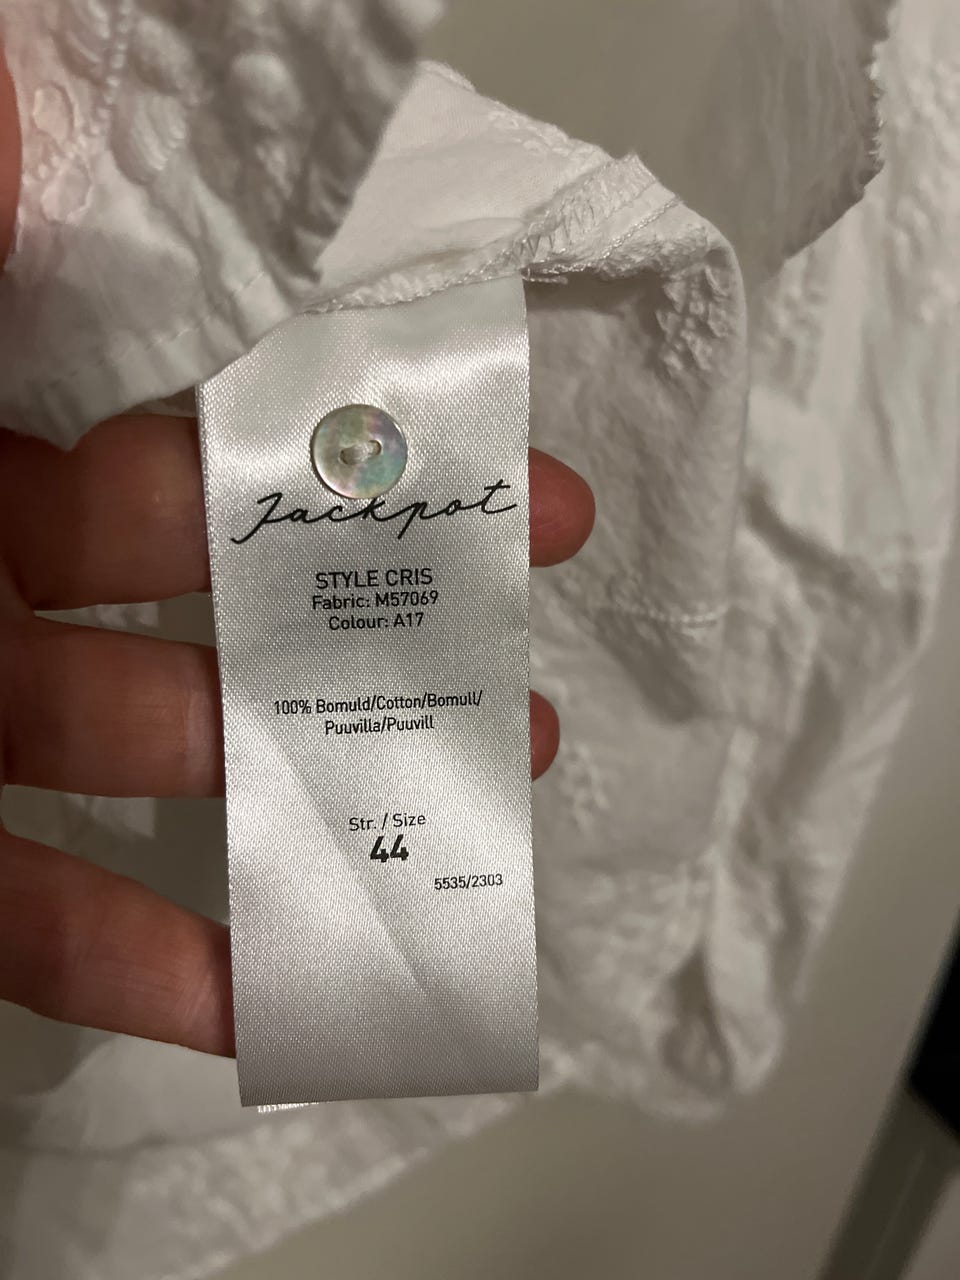 Jackpot
STYLE CRIS
Fabric: M57069
Colour: A17
100% Bomuld/Cotton/Bomull/
Puuvilla/Puuvill
Str. / Size
44
5535/2303